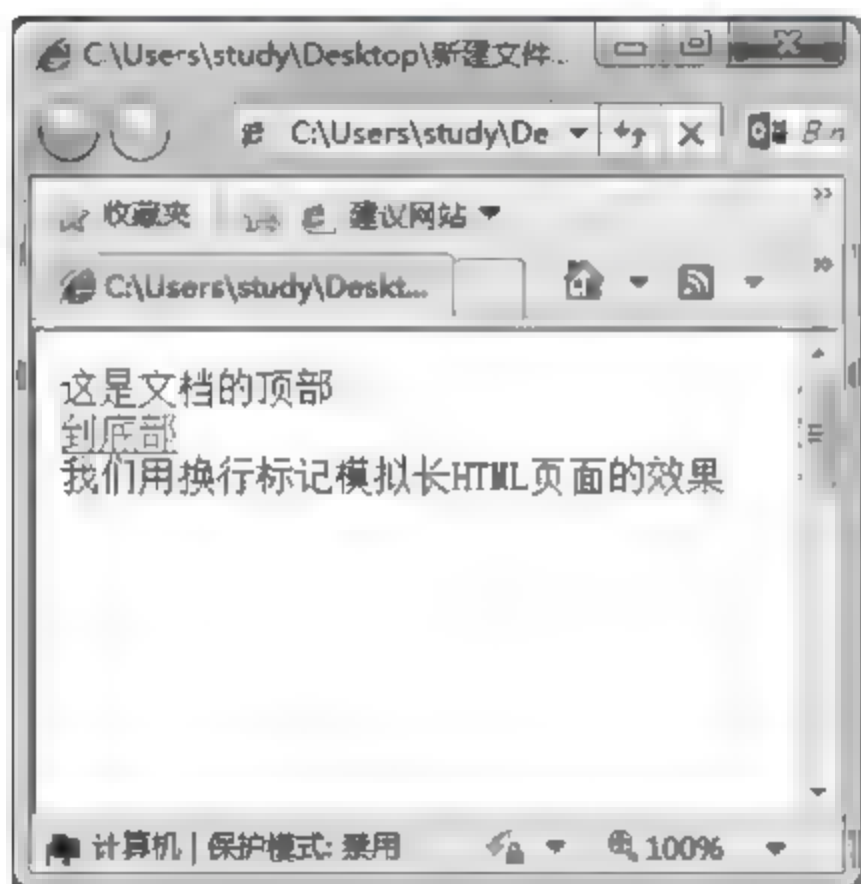 C:\Users\study\Desktop\新建文件...
C:\Users\study\De
收藏夹 建议网站
C:\Users\study\Deskt...
这是文档的顶部
到底部
我们用换行标记模拟长HTML页面的效果
计算机 | 保护模式: 禁用 100%